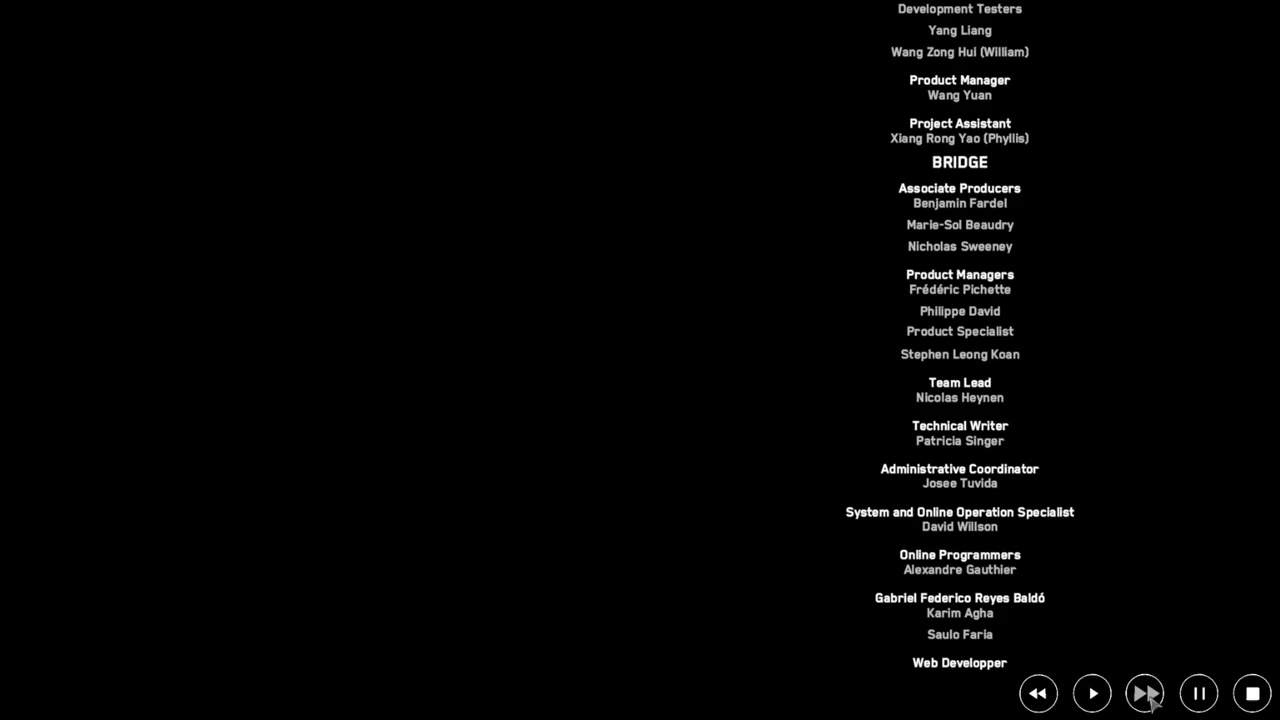 Development Testers
Yang Liang
Wang Zong Hui (William)
Product Manager
Wang Yuan
Project Assistant
Xiang Rong Yao (Phyllis)
BRIDGE
Associate Producers
Benjamin Fardel
Marie-Sol Beaudry
Nicholas Sweeney
Product Managers
Frédéric Pichette
Philippe David
Product Specialist
Stephen Leong Koan
Team Lead
Nicolas Heynen
Technical Writer
Patricia Singer
Administrative Coordinator
Josee Tuvida
System and Online Operation Specialist
David Willson
Online Programmers
Alexandre Gauthier
Gabriel Federico Reyes Baldó
Karim Agha
Saulo Faria
Web Developper